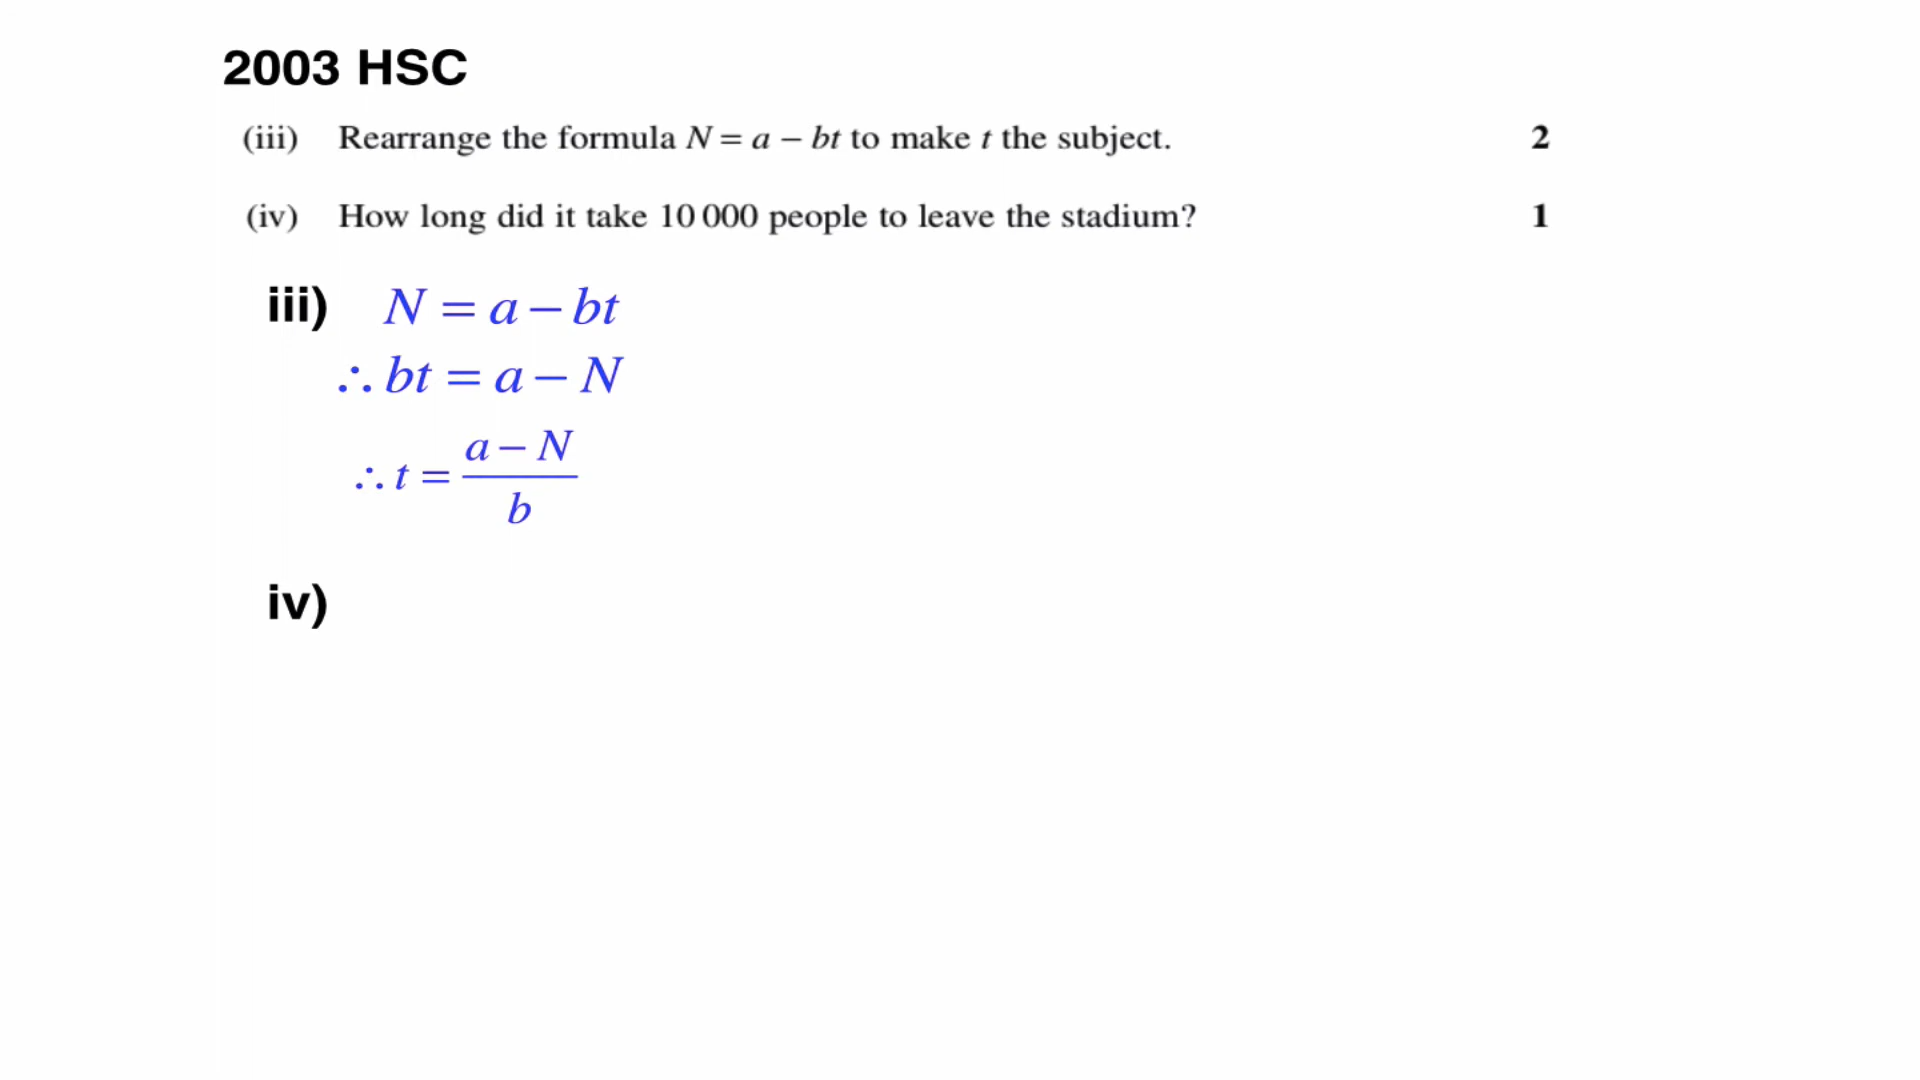 2003 HSC
(iii) Rearrange the formula N = a − bt to make t the subject. 2
(iv) How long did it take 10 000 people to leave the stadium? 1
iii) N = a − bt
∴ bt = a − N
∴ t = \frac{a − N}{b}
iv)